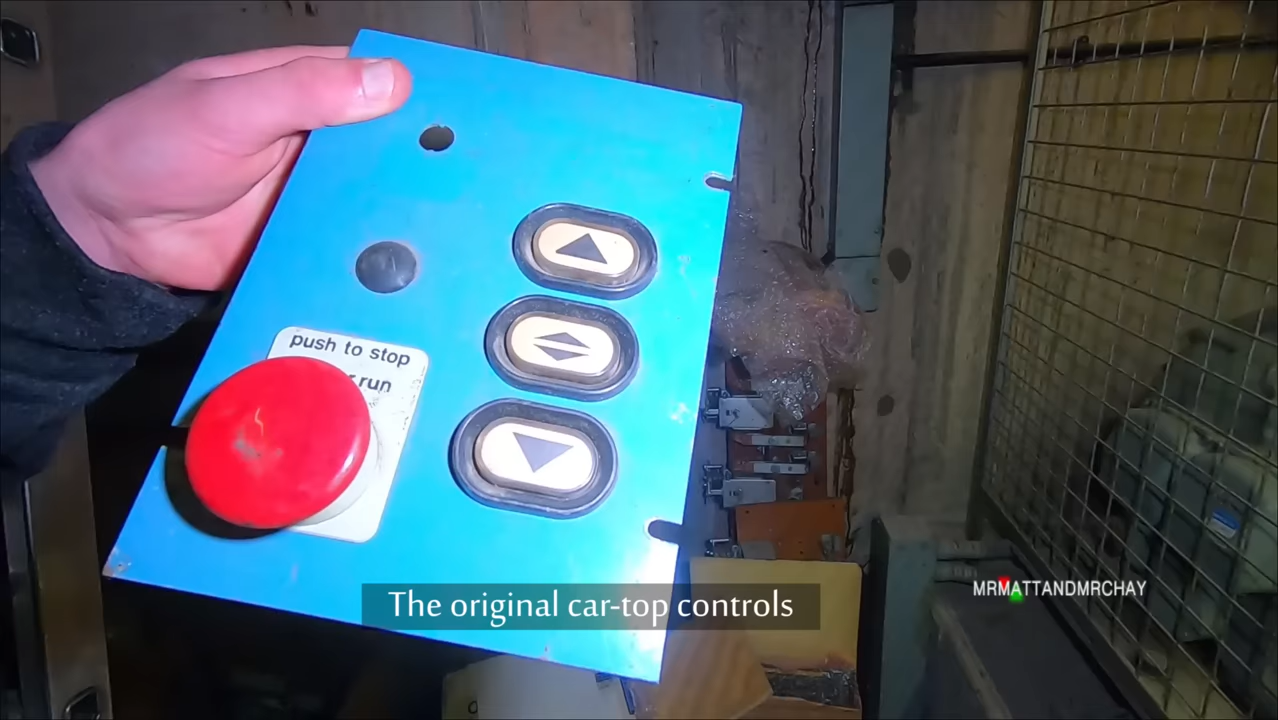 push to stop
run
The original car-top controls
MRMATTANDMRCHAY